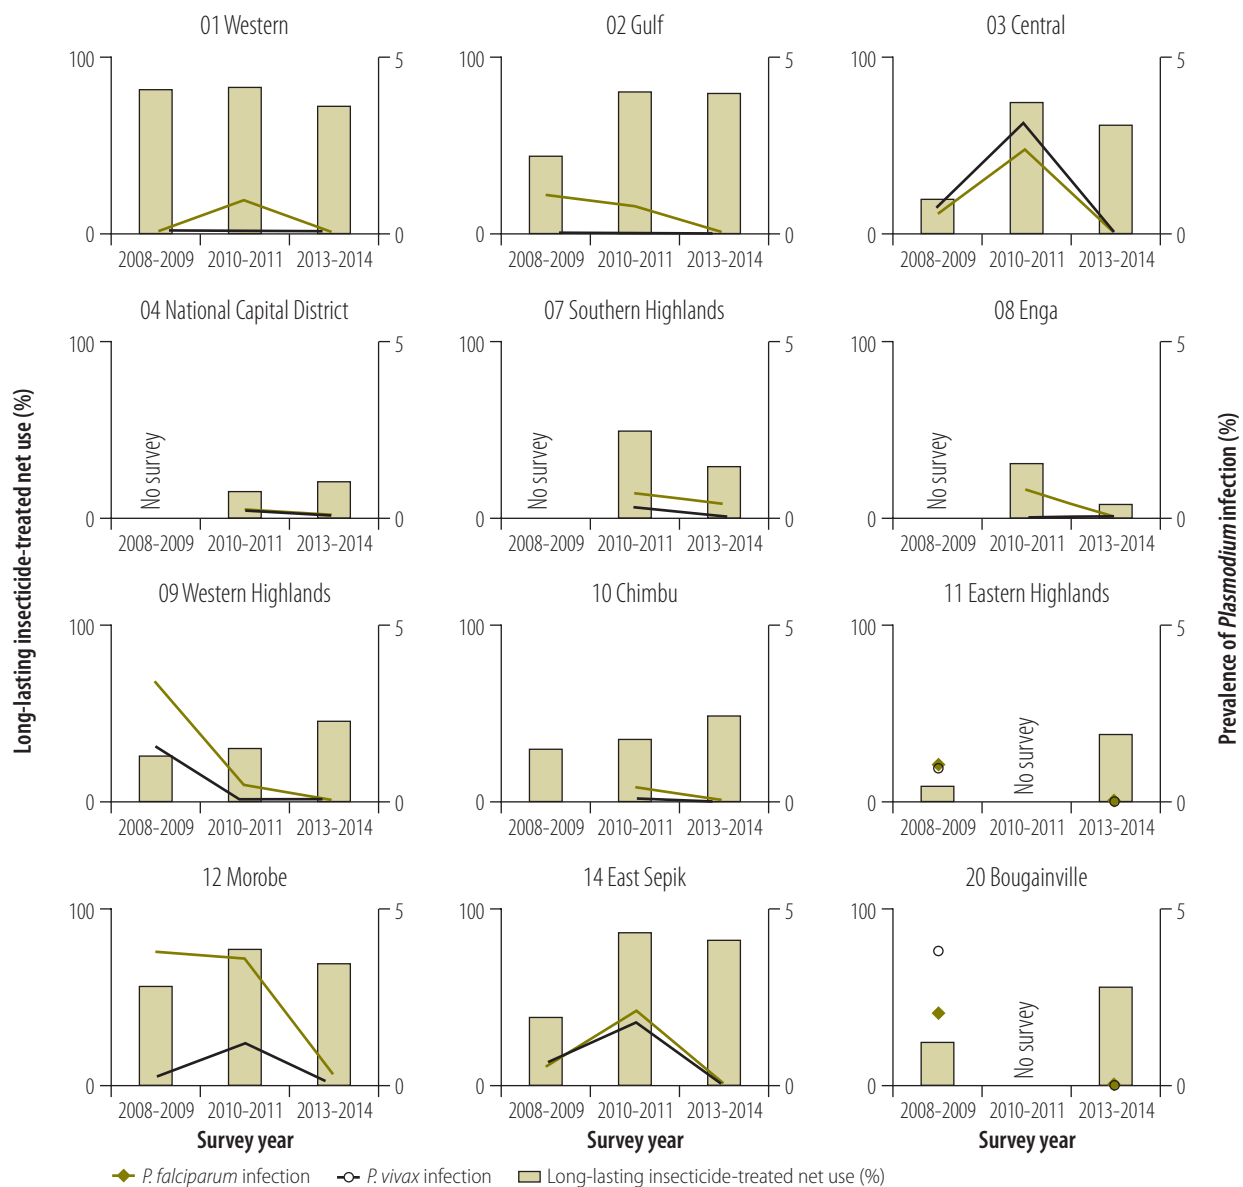 01 Western
02 Gulf
03 Central
100
5
100
5
100
5
0
0
0
0
0
0
2008-2009 2010-2011 2013-2014
2008-2009 2010-2011 2013-2014
2008-2009 2010-2011 2013-2014
04 National Capital District
07 Southern Highlands
08 Enga
100
5
100
5
100
5
No survey
No survey
No survey
0
0
0
0
0
0
2008-2009 2010-2011 2013-2014
2008-2009 2010-2011 2013-2014
2008-2009 2010-2011 2013-2014
Long-lasting insecticide-treated net use (%)
Prevalence of Plasmodium infection (%)
09 Western Highlands
10 Chimbu
11 Eastern Highlands
100
5
100
5
100
5
No survey
0
0
0
0
0
0
2008-2009 2010-2011 2013-2014
2008-2009 2010-2011 2013-2014
2008-2009 2010-2011 2013-2014
12 Morobe
14 East Sepik
20 Bougainville
100
5
100
5
100
5
No survey
0
0
0
0
0
0
2008-2009 2010-2011 2013-2014
2008-2009 2010-2011 2013-2014
2008-2009 2010-2011 2013-2014
Survey year
Survey year
Survey year
P. falciparum infection
P. vivax infection
Long-lasting insecticide-treated net use (%)